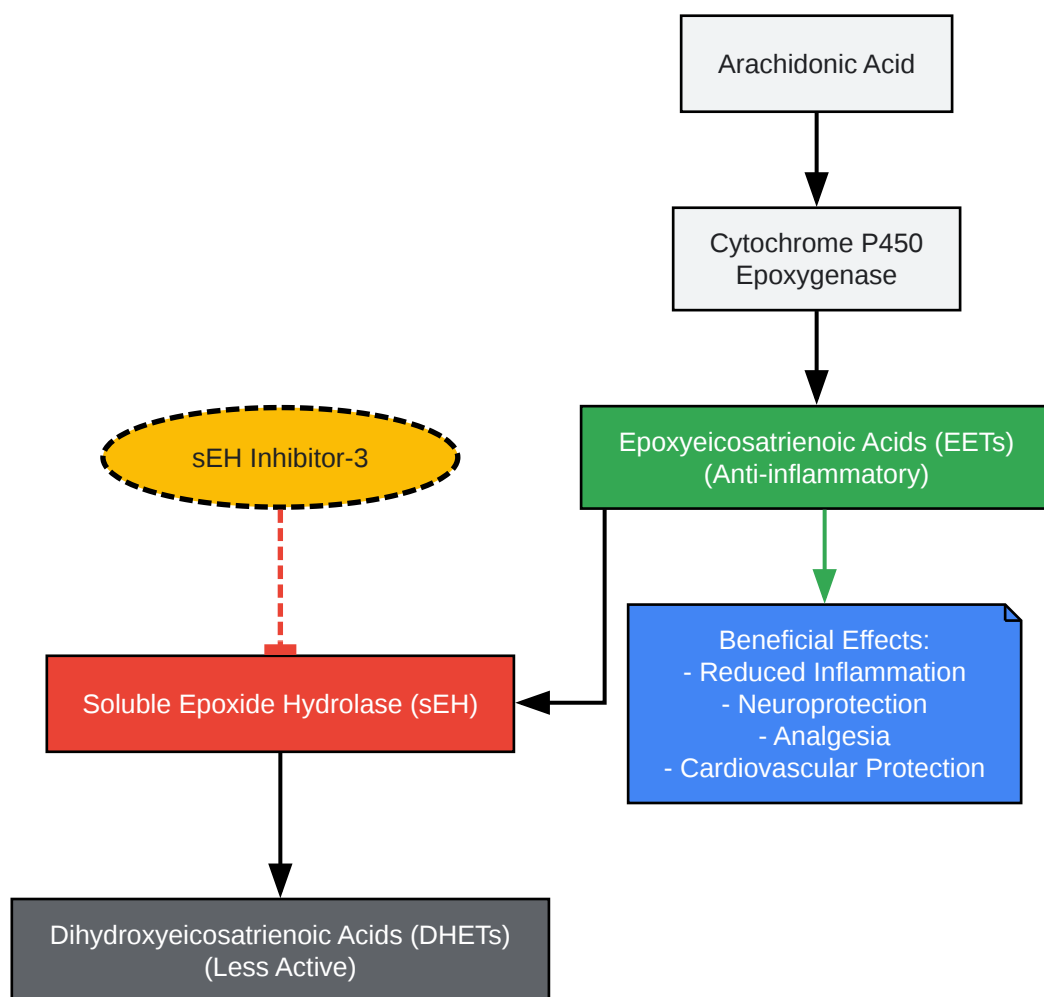 Arachidonic Acid
Cytochrome P450
Epoxygenase
Epoxyeicosatrienoic Acids (EETs)
(Anti-inflammatory)
sEH Inhibitor-3
Beneficial Effects:
- Reduced Inflammation
- Neuroprotection
- Analgesia
- Cardiovascular Protection
Soluble Epoxide Hydrolase (sEH)
Dihydroxyeicosatrienoic Acids (DHETs)
(Less Active)